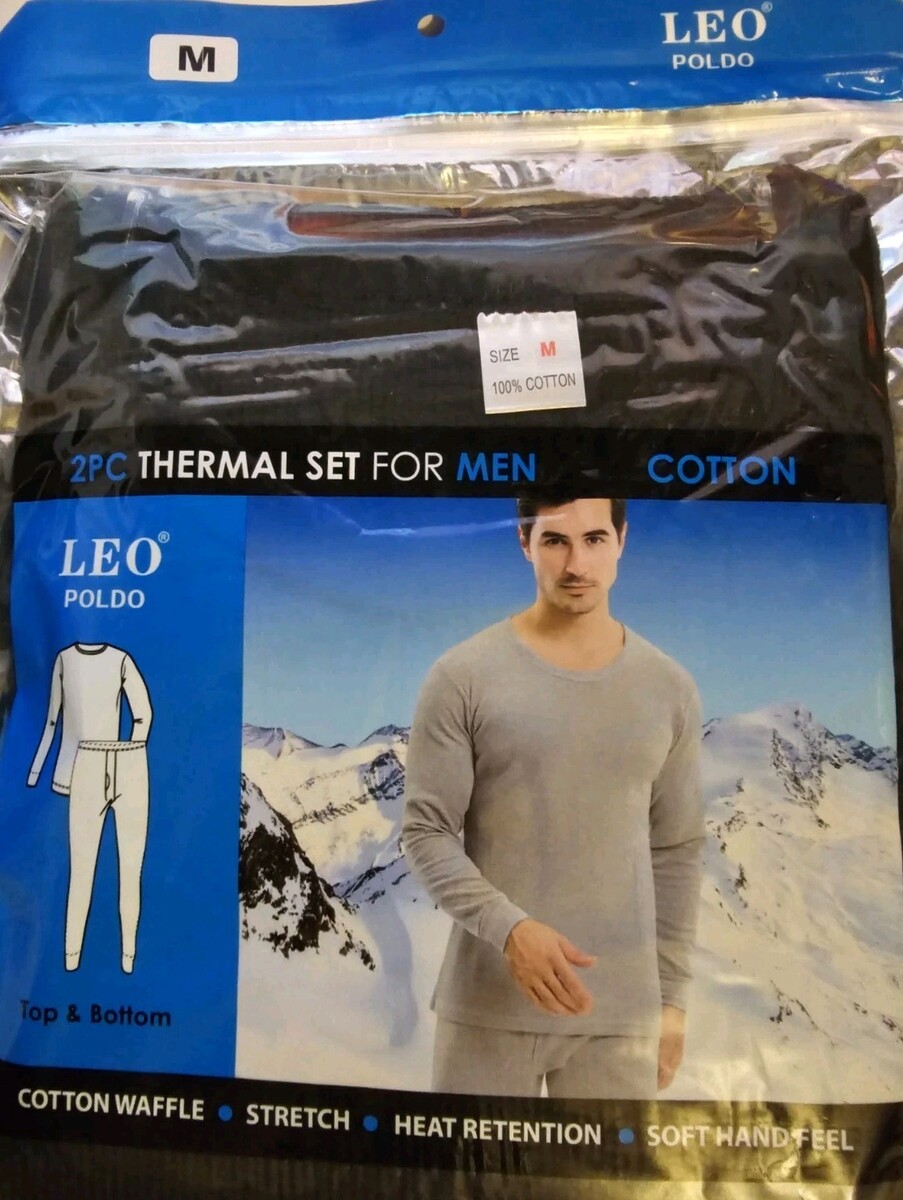 M
LEO®
POLDO
SIZE M
100% COTTON
2PC THERMAL SET FOR MEN COTTON
LEO®
POLDO
Top & Bottom
COTTON WAFFLE • STRETCH • HEAT RETENTION • SOFT HAND FEEL